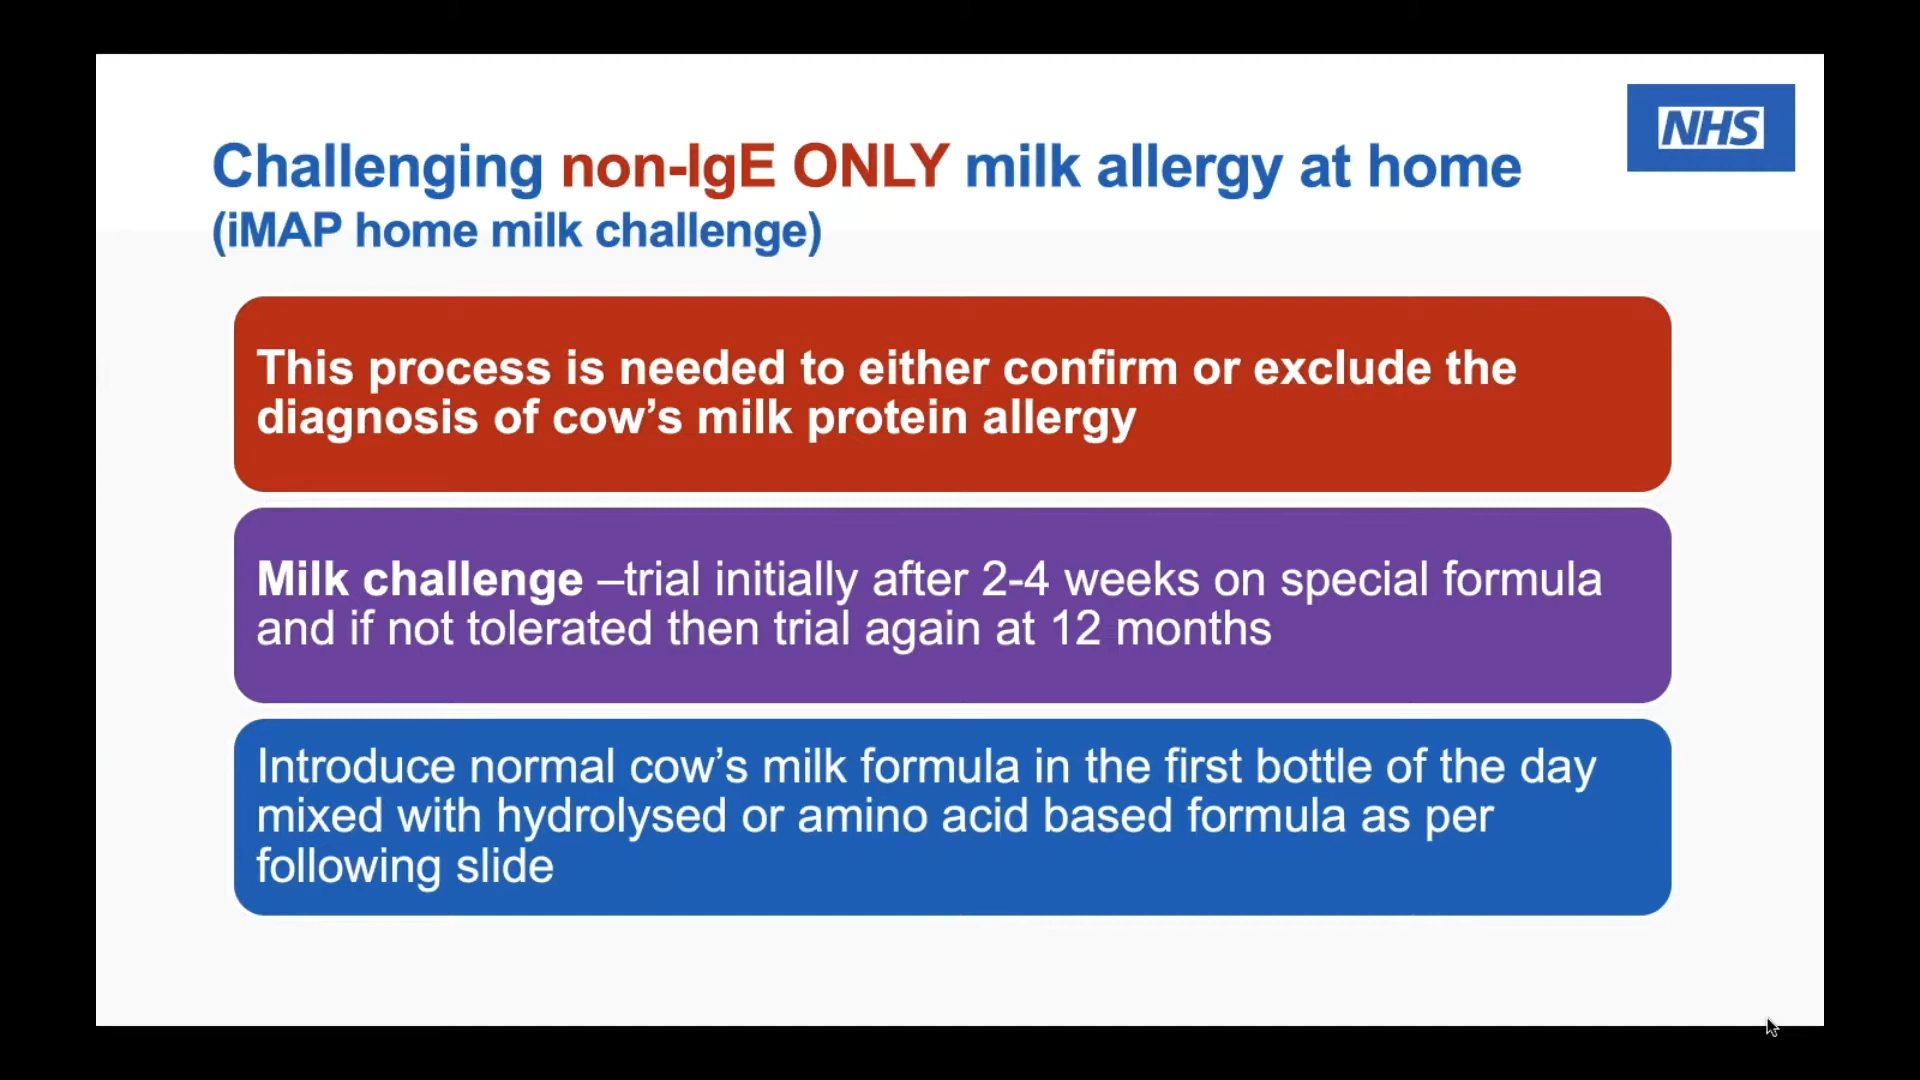 NHS
Challenging non-IgE ONLY milk allergy at home
(iMAP home milk challenge)
This process is needed to either confirm or exclude the
diagnosis of cow’s milk protein allergy
Milk challenge –trial initially after 2-4 weeks on special formula
and if not tolerated then trial again at 12 months
Introduce normal cow’s milk formula in the first bottle of the day
mixed with hydrolysed or amino acid based formula as per
following slide